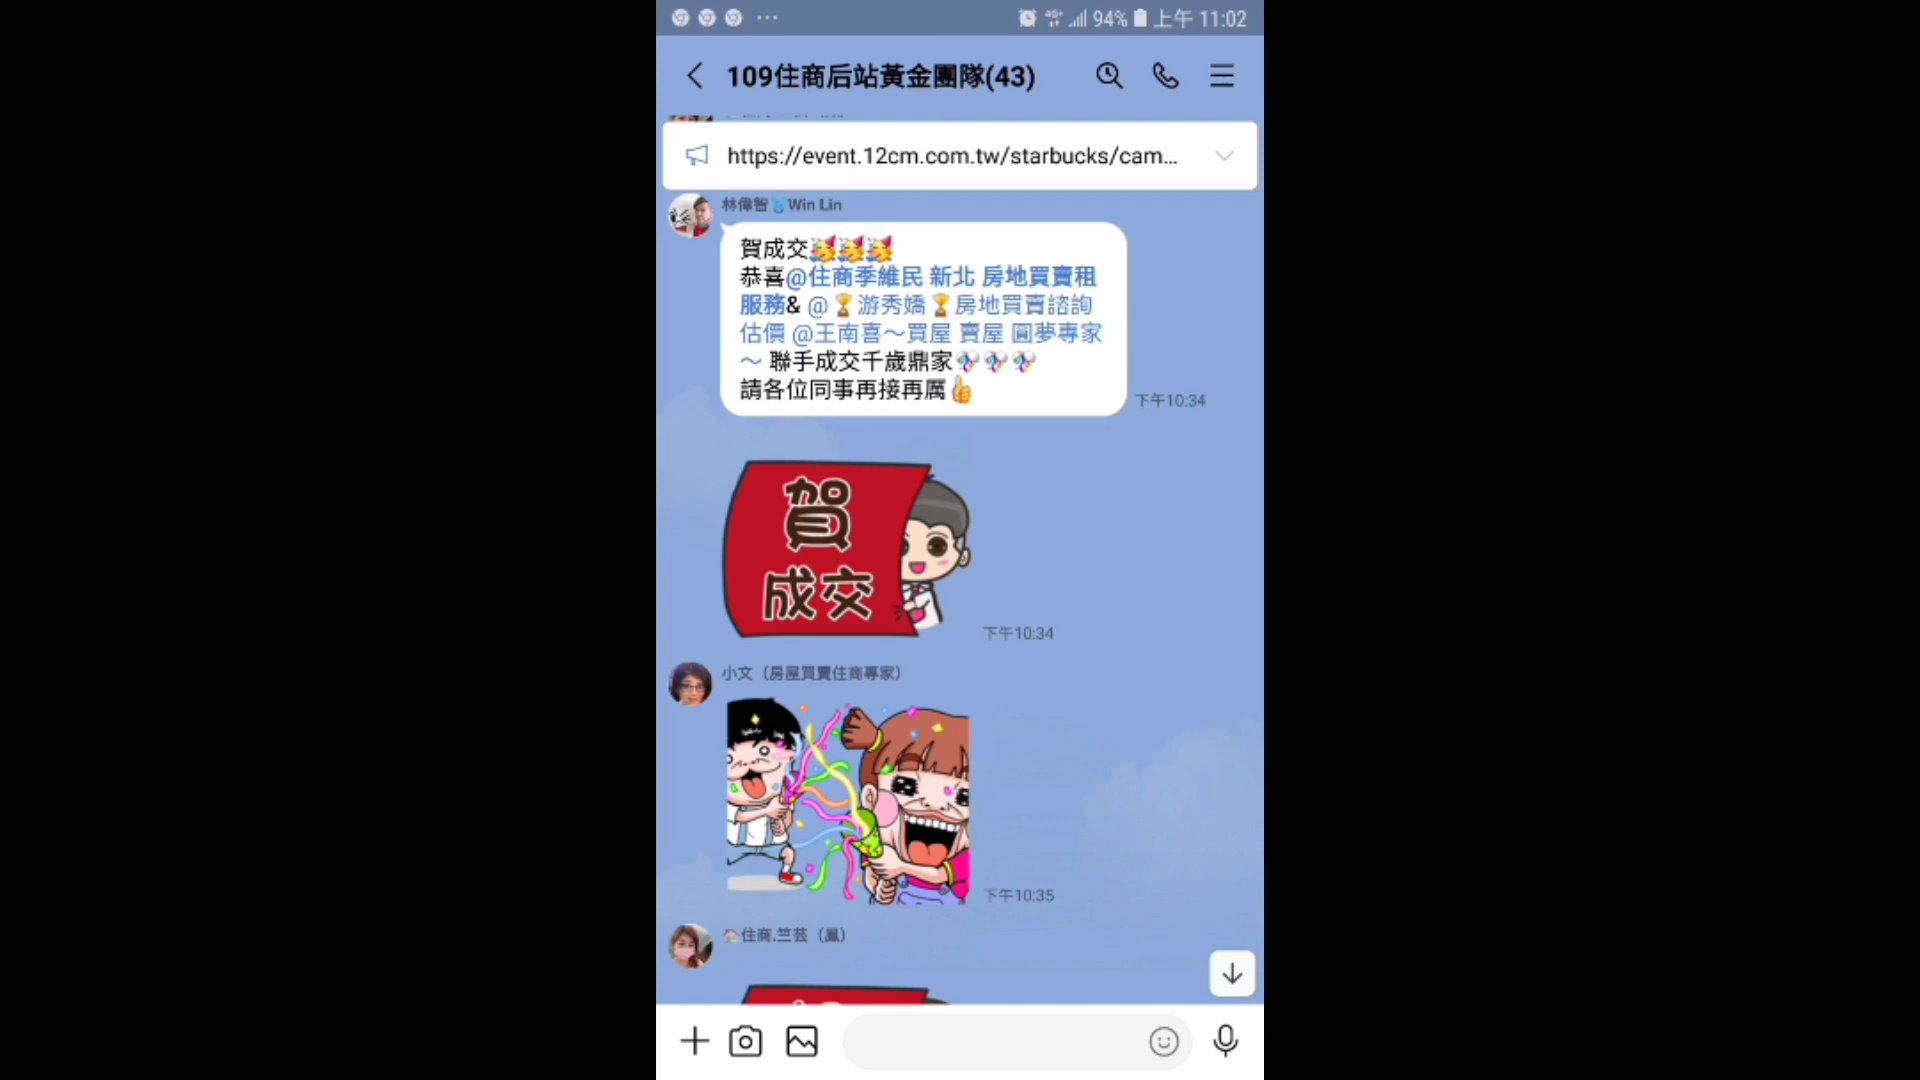 94% 上午 11:02
109住商后站黃金團隊(43)
https://event.12cm.com.tw/starbucks/cam...
林偉智 Win Lin
賀成交🥳🥳🥳
恭喜@住商季維民 新北 房地買賣租
服務& @🏆游秀嬌🏆房地買賣諮詢
估價 @王南喜～買屋 賣屋 圓夢專家
～ 聯手成交千歲鼎家
請各位同事再接再厲👍
下午10:34
賀
成交
下午10:34
小文（房屋買賣住商專家）
下午10:35
🏠住商.竺芸（鳳）